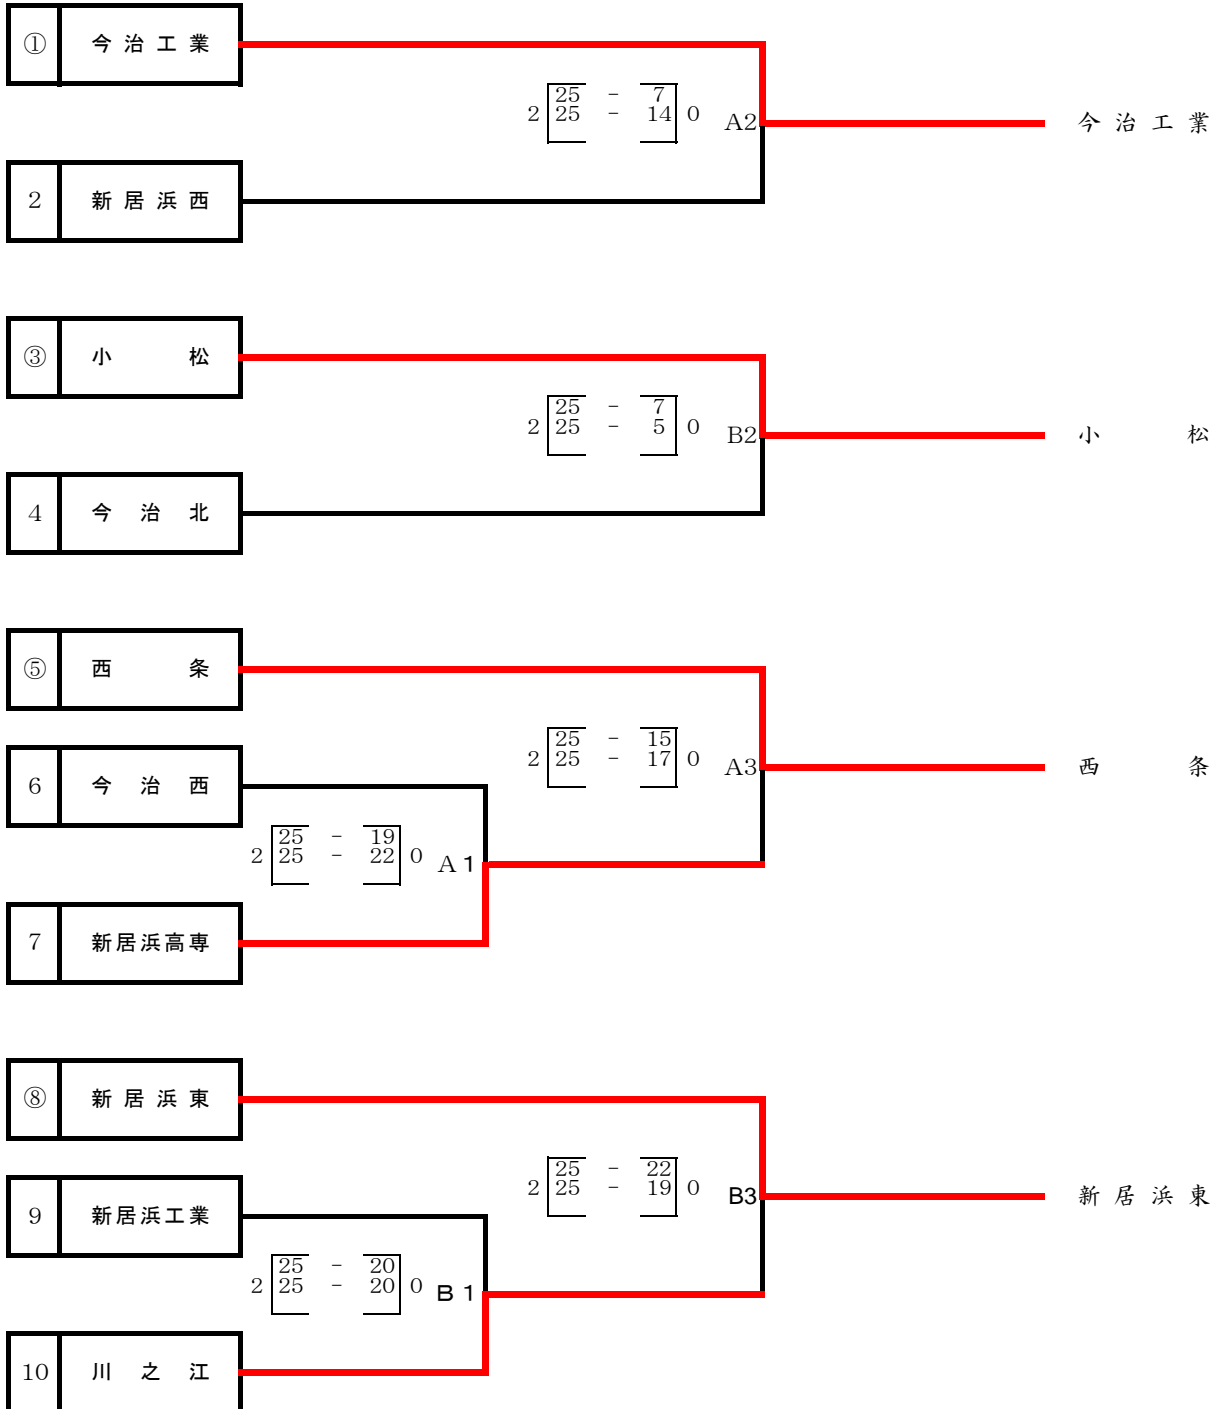 ① 今治工業
25 - 7
2 25 - 14 0 A2
今治工業
2 新居浜西
③ 小松
25 - 7
2 25 - 5 0 B2
小松
4 今治北
⑤ 西条
25 - 15
2 25 - 17 0 A3
西条
6 今治西
25 - 19
2 25 - 22 0 A1
7 新居浜高専
⑧ 新居浜東
25 - 22
2 25 - 19 0 B3
新居浜東
9 新居浜工業
25 - 20
2 25 - 20 0 B1
10 川之江